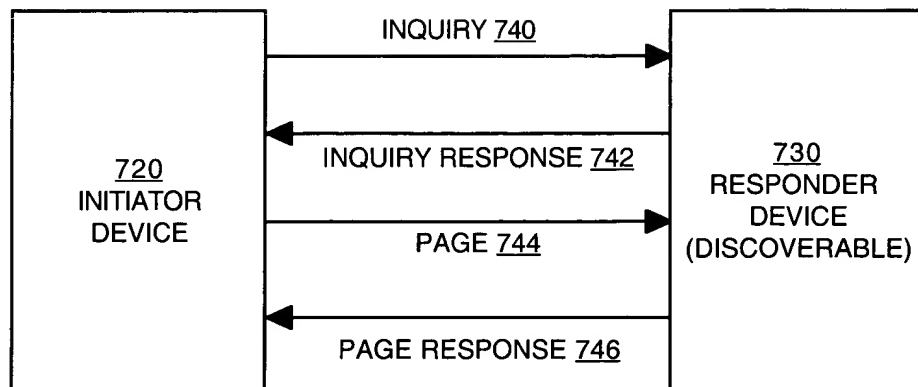 INQUIRY 740
INQUIRY RESPONSE 742
720
INITIATOR
DEVICE
730
RESPONDER
DEVICE
(DISCOVERABLE)
PAGE 744
PAGE RESPONSE 746